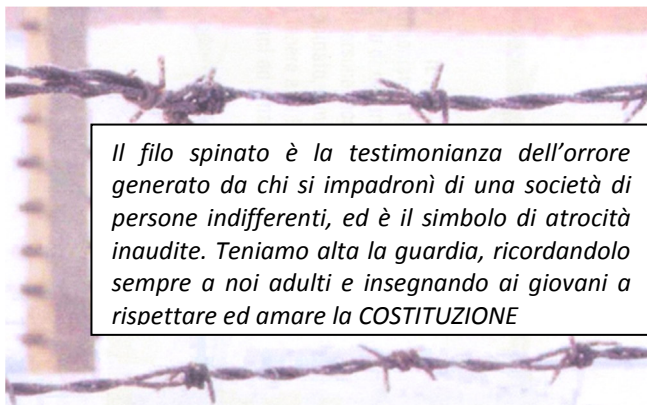 Il filo spinato è la testimonianza dell'orrore
generato da chi si impadronì di una società di
persone indifferenti, ed è il simbolo di atrocità
inaudite. Teniamo alta la guardia, ricordandolo
sempre a noi adulti e insegnando ai giovani a
rispettare ed amare la COSTITUZIONE